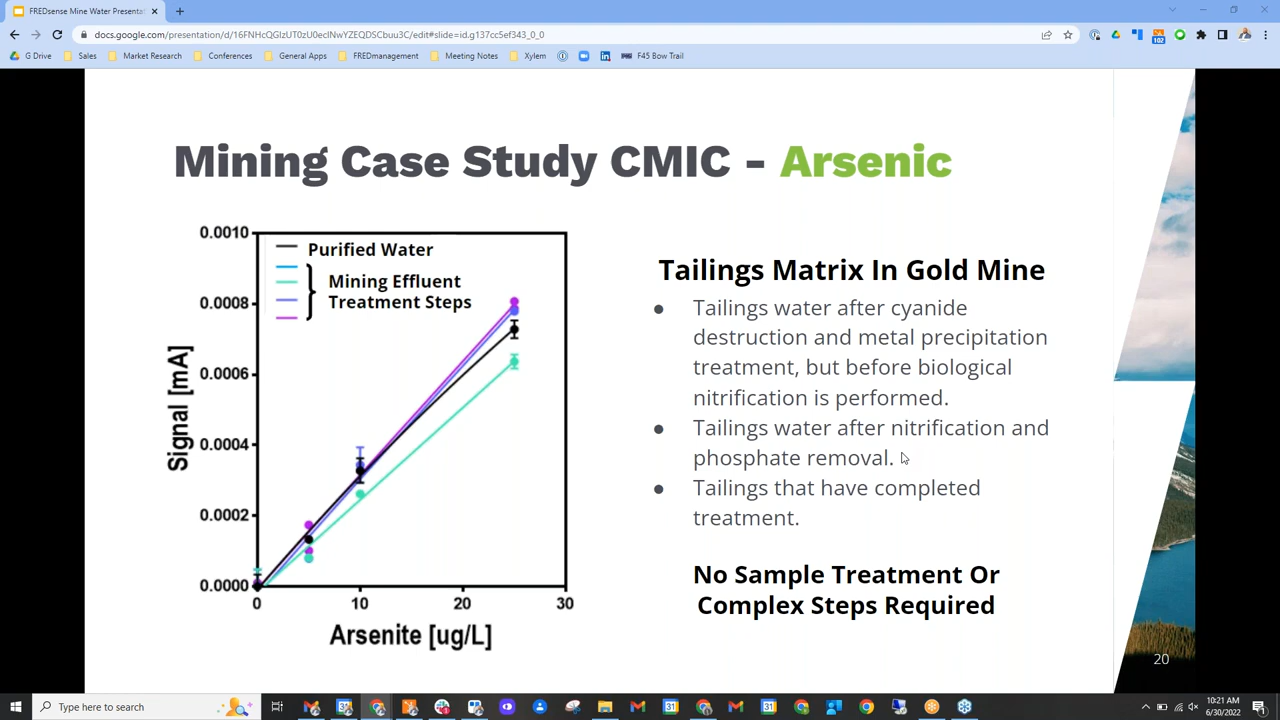 FREDsense Mine Water Presenta
docs.google.com/presentation/d/16FNHcQGlzUT0zU0eclNwYZEQDSCbuu3C/edit#slide=id.g137cc5ef343_0_0
G Drive Sales Market Research Conferences General Apps FREDmanagement Meeting Notes Xylem F45 Bow Trail
102
Mining Case Study CMIC - Arsenic
0.0010
0.0008
0.0006
0.0004
0.0002
0.0000
Signal [mA]
Purified Water
Mining Effluent
Treatment Steps
0 10 20 30
Arsenite [ug/L]
Tailings Matrix In Gold Mine
● Tailings water after cyanide
destruction and metal precipitation
treatment, but before biological
nitrification is performed.
● Tailings water after nitrification and
phosphate removal.
● Tailings that have completed
treatment.
No Sample Treatment Or
Complex Steps Required
20
Type here to search
10:21 AM
6/30/2022